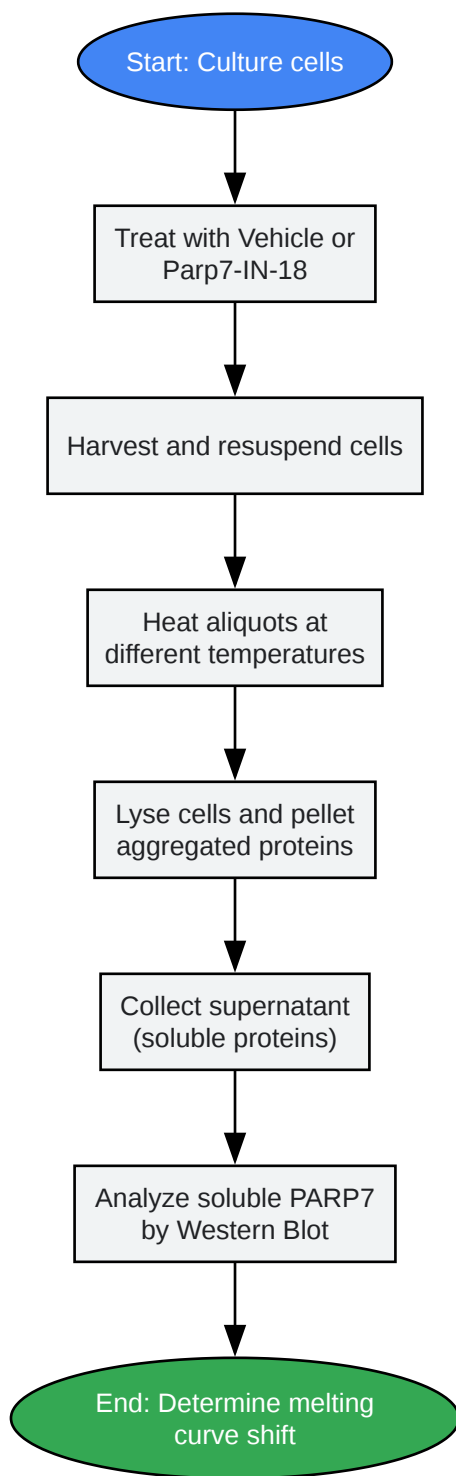 Start: Culture cells
Treat with Vehicle or
Parp7-IN-18
Harvest and resuspend cells
Heat aliquots at
different temperatures
Lyse cells and pellet
aggregated proteins
Collect supernatant
(soluble proteins)
Analyze soluble PARP7
by Western Blot
End: Determine melting
curve shift